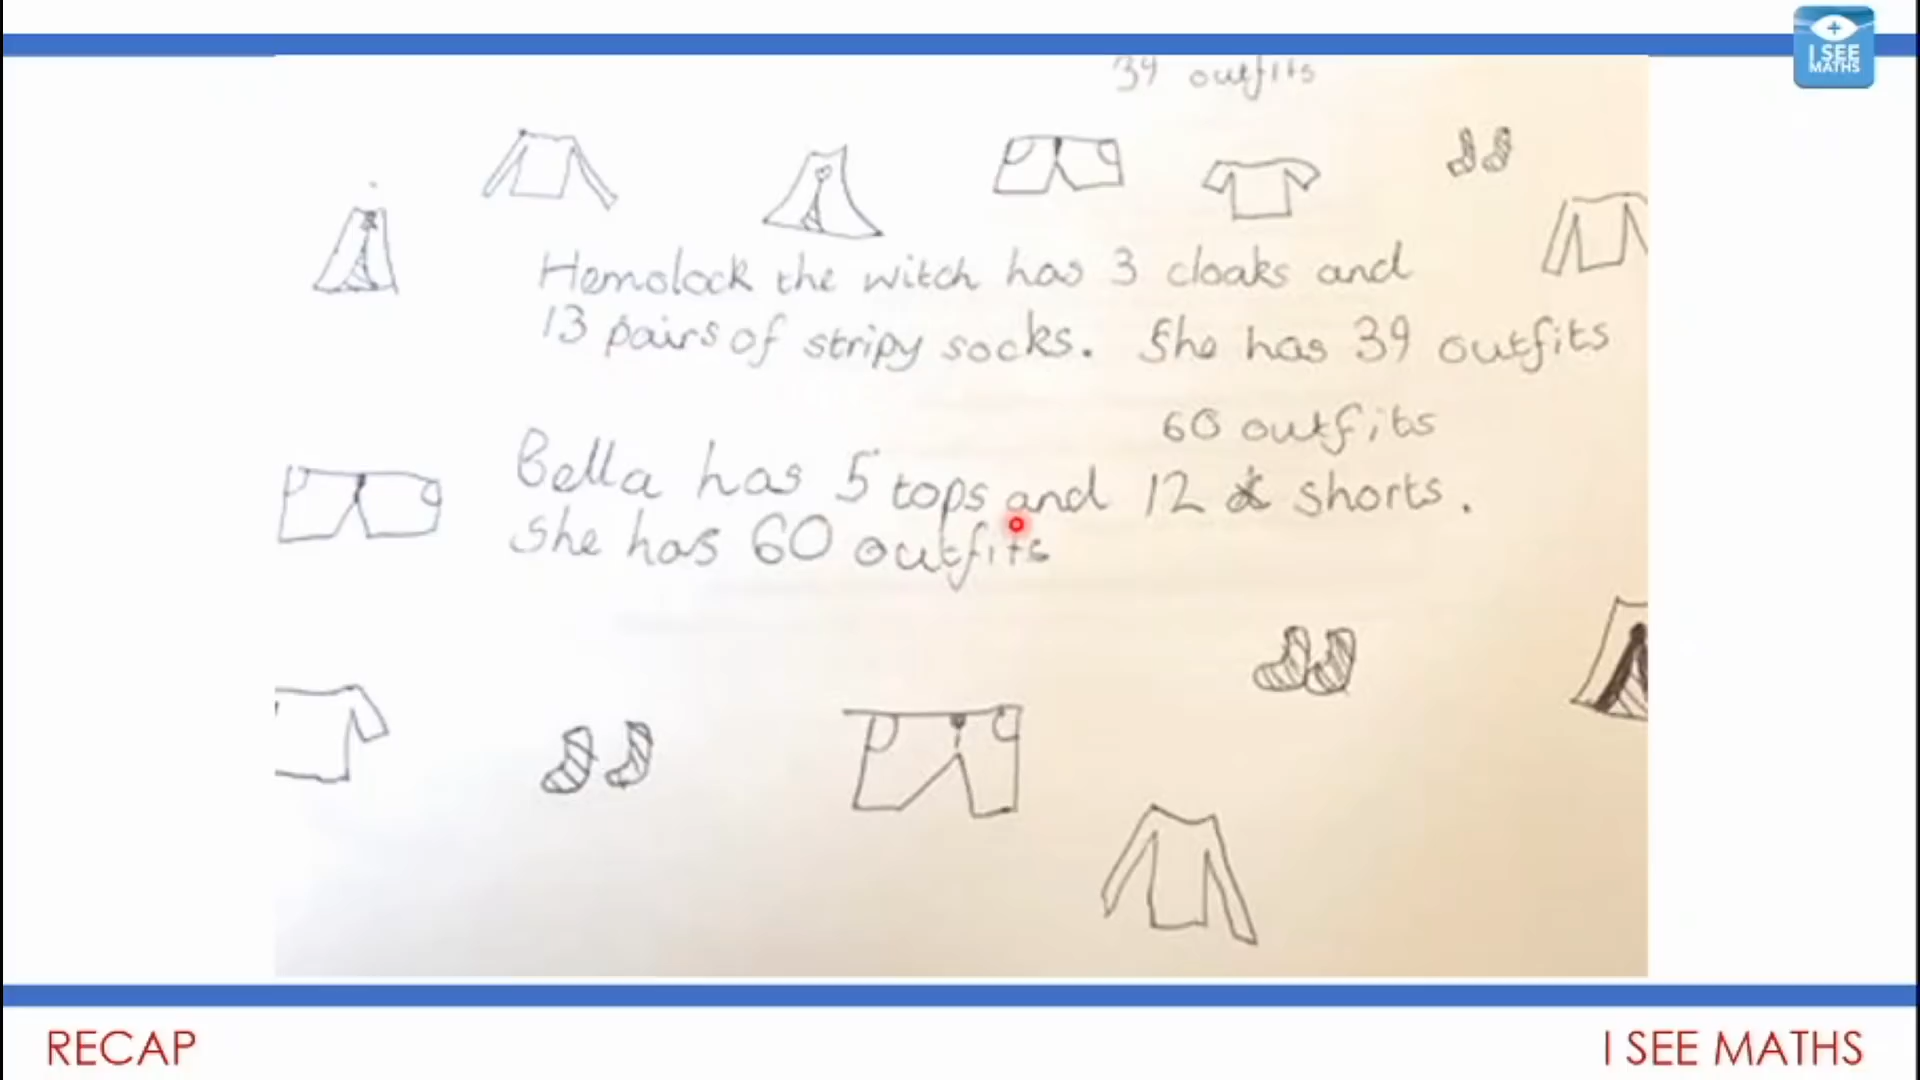 I SEE
MATHS
39 outfits
Hemolock the witch has 3 cloaks and
13 pairs of stripy socks. She has 39 outfits
60 outfits
Bella has 5 tops and 12 shorts.
She has 60 outfits
RECAP
I SEE MATHS